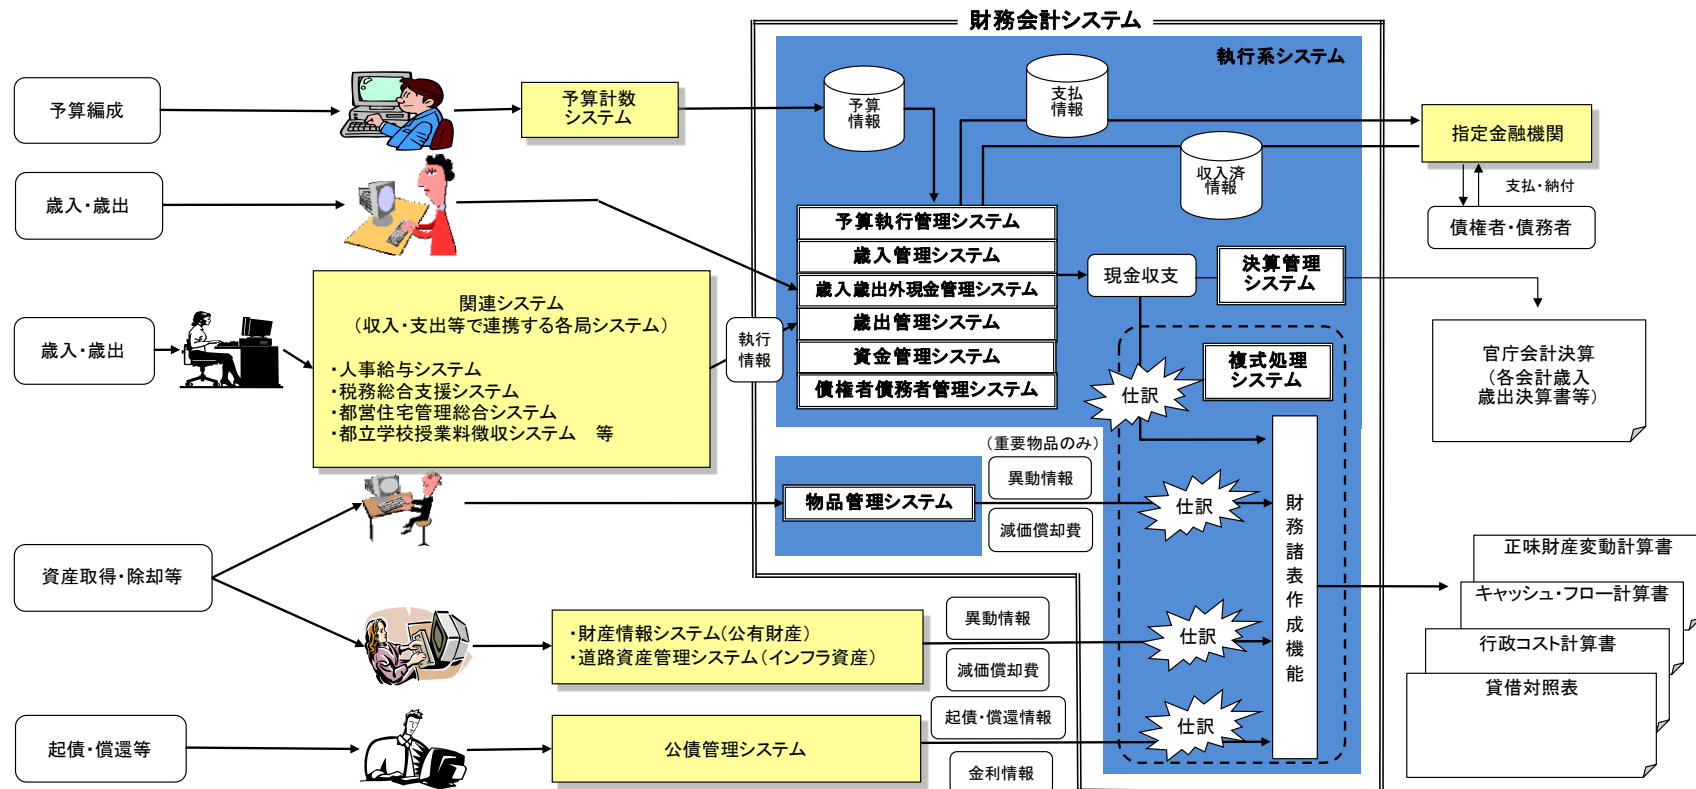 財務会計システム
執行系システム
予算編成
予算計数
システム
予算
情報
支払
情報
収入済
情報
指定金融機関
支払・納付
債権者・債務者
歳入・歳出
予算執行管理システム
歳入管理システム
歳入歳出外現金管理システム
歳出管理システム
資金管理システム
債権者債務者管理システム
現金収支
決算管理
システム
歳入・歳出
関連システム
（収入・支出等で連携する各局システム）
・人事給与システム
・税務総合支援システム
・都営住宅管理総合システム
・都立学校授業料徴収システム　等
執行
情報
複式処理
システム
仕訳
官庁会計決算
（各会計歳入
歳出決算書等）
（重要物品のみ）
異動情報
物品管理システム
減価償却費
仕訳
財務諸表作成機能
資産取得・除却等
・財産情報システム（公有財産）
・道路資産管理システム（インフラ資産）
異動情報
減価償却費
仕訳
正味財産変動計算書
キャッシュ・フロー計算書
行政コスト計算書
貸借対照表
起債・償還等
公債管理システム
起債・償還情報
金利情報
仕訳